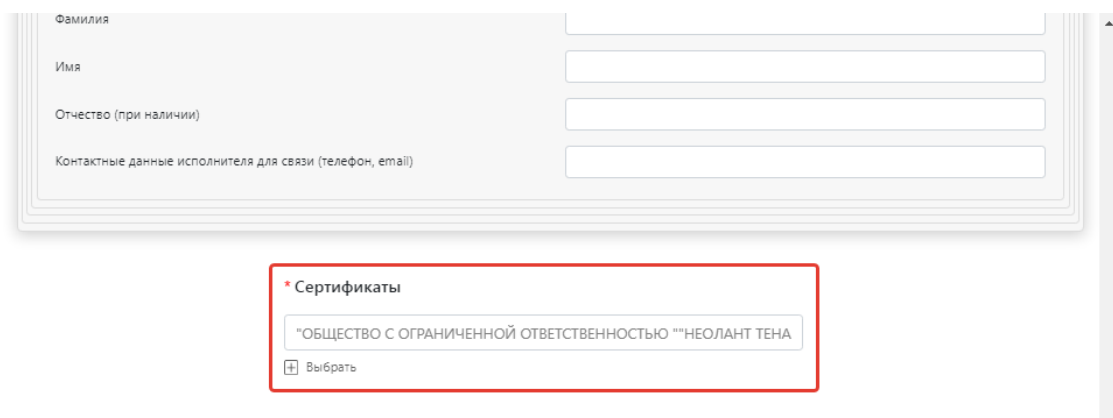 Фамилия
Имя
Отчество (при наличии)
Контактные данные исполнителя для связи (телефон, email)
* Сертификаты
"ОБЩЕСТВО С ОГРАНИЧЕННОЙ ОТВЕТСТВЕННОСТЬЮ ""НЕОЛАНТ ТЕНА
Выбрать